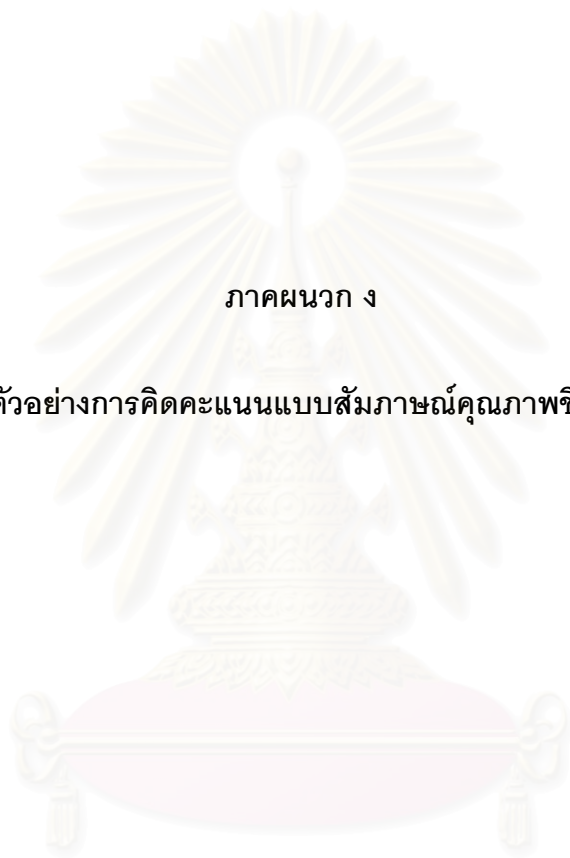 ภาคผนวก ง
ตัวอย่างการคิดคะแนนแบบสัมภาษณ์คุณภาพ